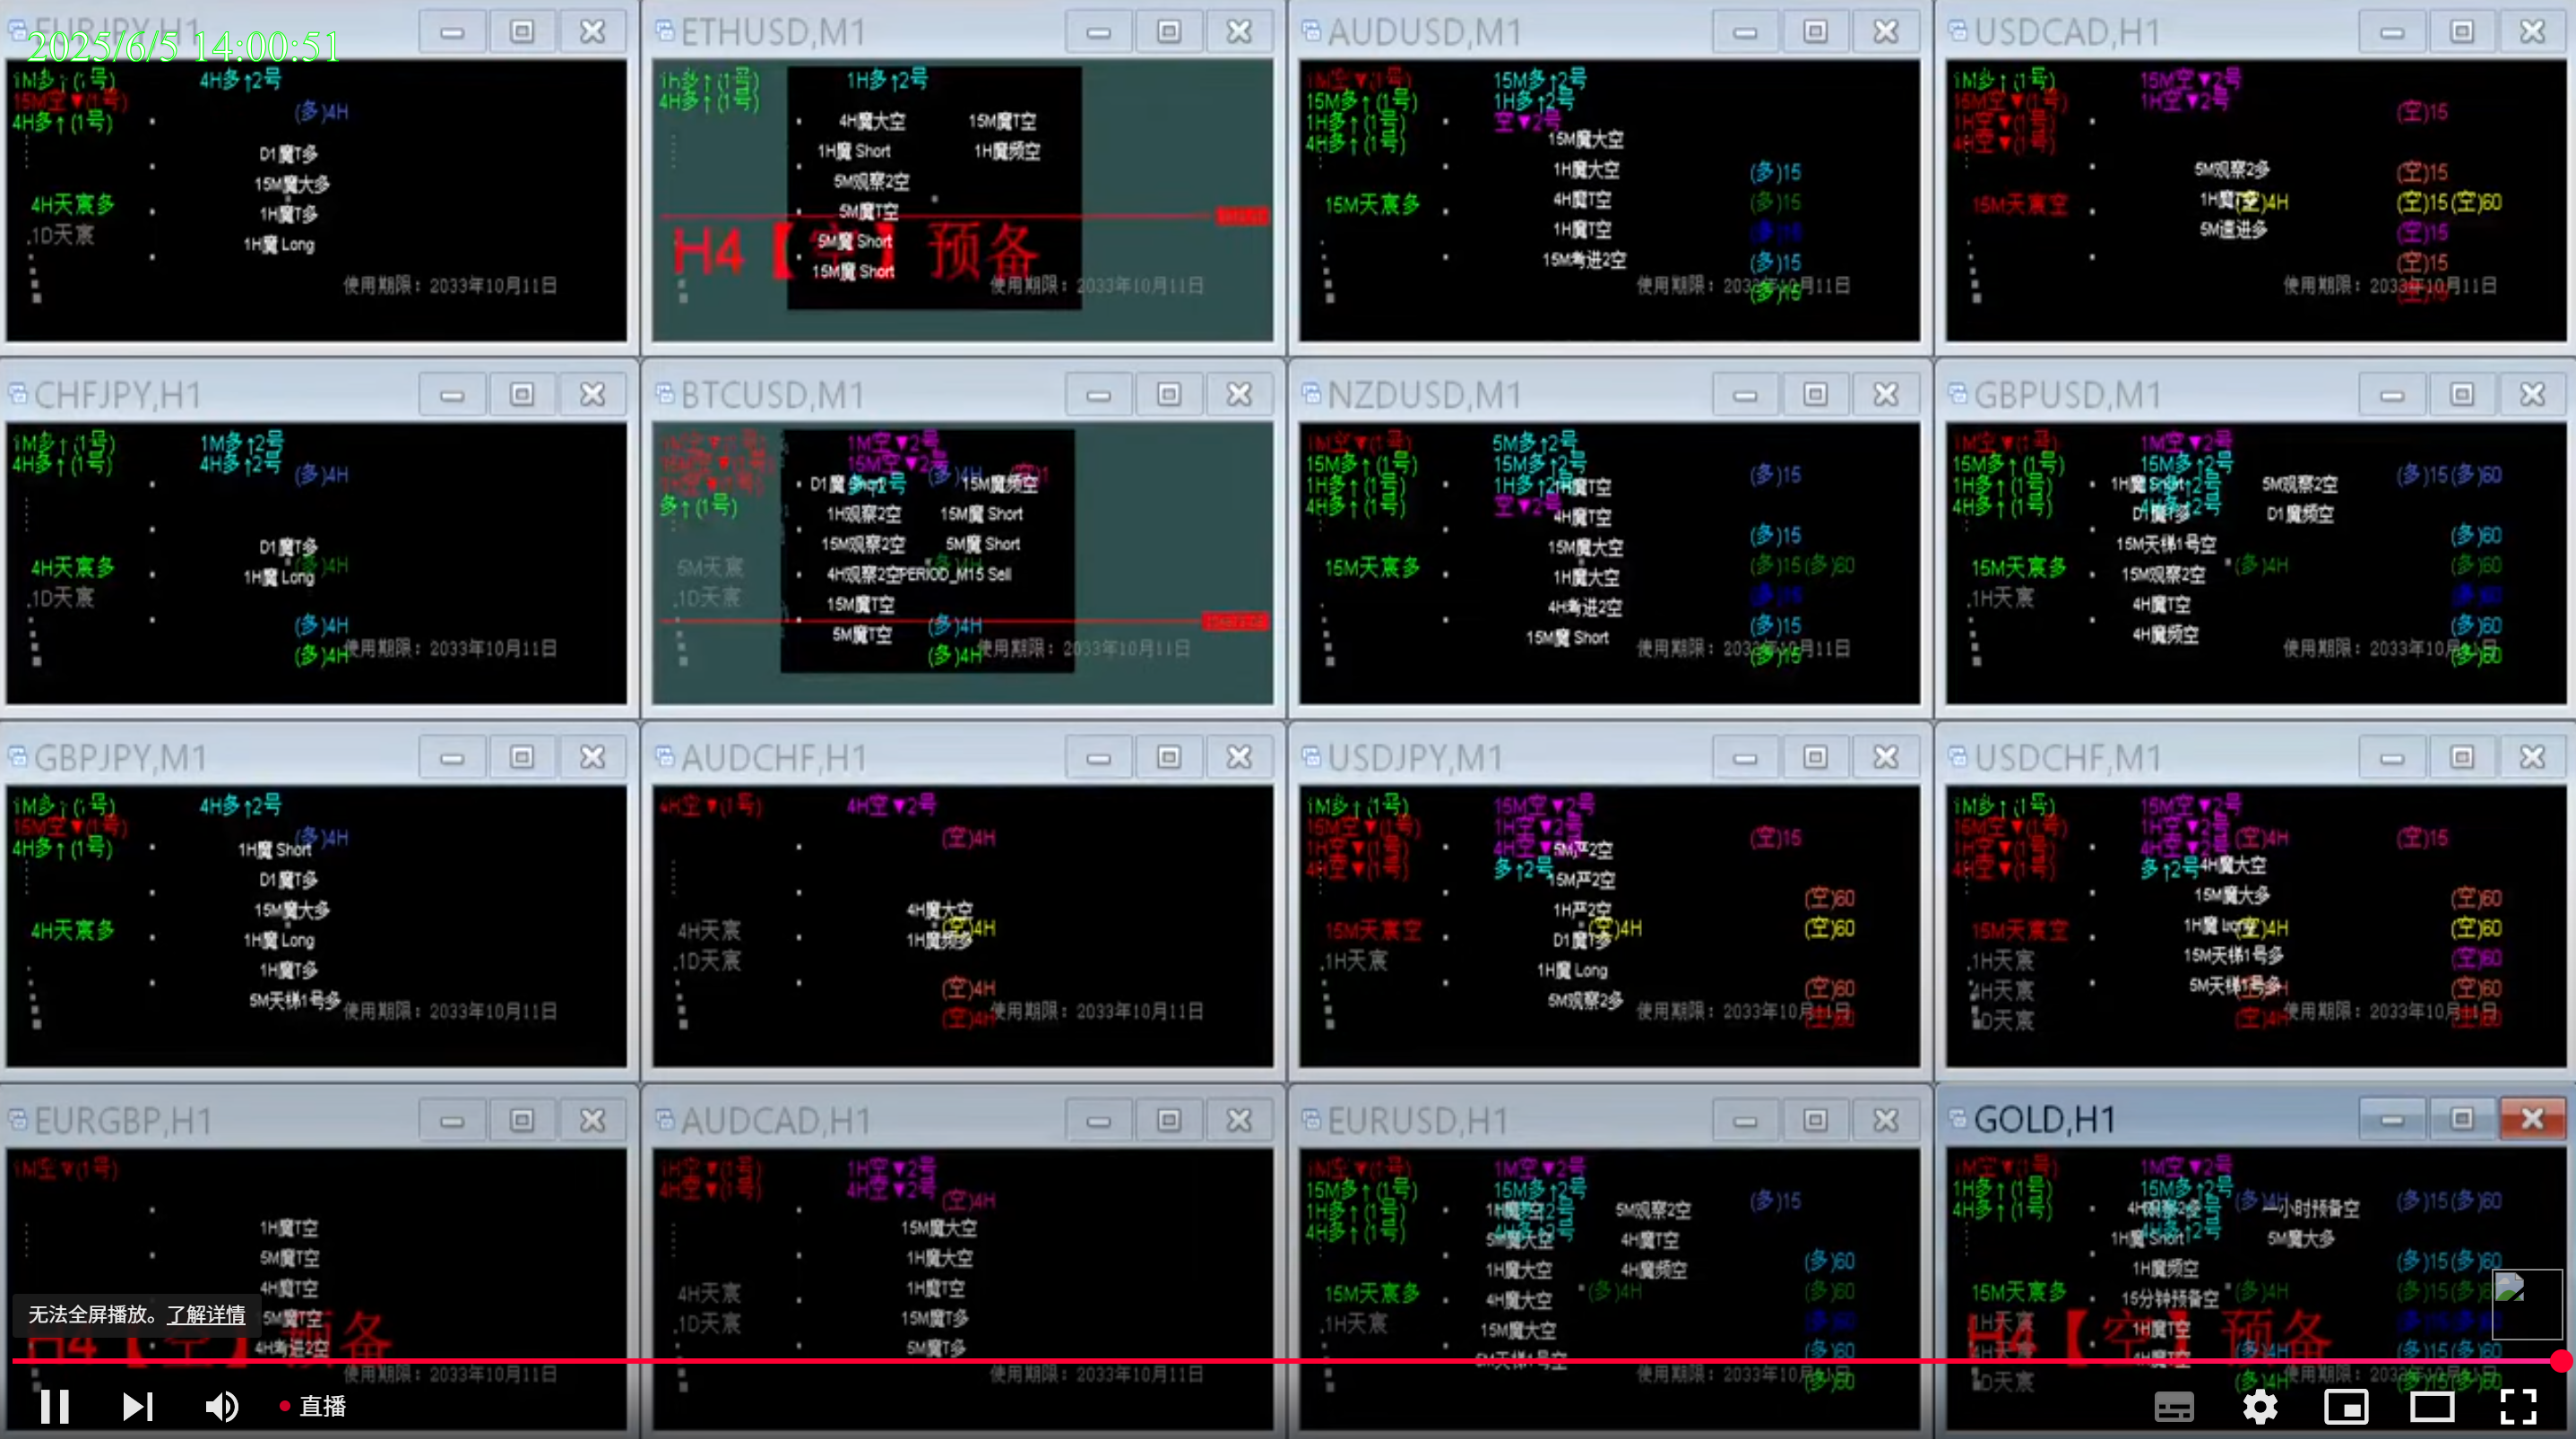 EURJPY,H1
2025/6/5 14:00:51
1M多↑(1号)
15M空▼(1号)
4H多↑(1号)
4H多↑2号
(多)4H
D1魔T多
15M魔大多
1H魔T多
1H魔 Long
4H天宸多
.1D天宸
使用期限：2033年10月11日
ETHUSD,M1
1H多↑(1号)
4H多↑(1号)
1H多↑2号
4H魔大空 15M魔T空
1H魔 Short 1H魔频空
5M观察2空
5M魔T空
5M魔 Short
15M魔 Short
H4【空】预备
使用期限：2033年10月11日
AUDUSD,M1
1M空▼(1号)
15M多↑(1号)
1H多↑(1号)
4H多↑(1号)
15M多↑2号
1H多↑2号
空▼2号
15M魔大空
1H魔大空
4H魔T空
1H魔T空
15M考进2空
15M天宸多
(多)15
(多)15
(多)15
(多)15
(多)15
使用期限：2033年10月11日
USDCAD,H1
1M多↑(1号)
15M空▼(1号)
1H空▼(1号)
4H空▼(1号)
15M空▼2号
1H空▼2号
(空)15
5M观察2多
5M速进多
(空)4H
15M天宸空
(空)15
(空)15(空)60
(空)15
(空)15
(空)15
使用期限：2033年10月11日
CHFJPY,H1
1M多↑(1号)
4H多↑(1号)
1M多↑2号
4H多↑2号
(多)4H
D1魔T多
1H魔 Long
(多)4H
4H天宸多
.1D天宸
(多)4H
(多)4H
使用期限：2033年10月11日
BTCUSD,M1
1M空▼(1号)
15M空▼(1号)
多↑(1号)
1M空▼2号
15M空▼2号
(多)4H
(空)1
D1魔 Short 15M魔频空
1H观察2空 15M魔 Short
15M观察2空 5M魔 Short
4H观察2空 PERIOD_M15 Sell
15M魔T空
5M魔T空
5M天宸
.1D天宸
(多)4H
(多)4H
使用期限：2033年10月11日
NZDUSD,M1
1M空▼(1号)
15M多↑(1号)
1H多↑(1号)
4H多↑(1号)
5M多↑2号
15M多↑2号
1H多↑2号
空▼2号
1H魔T空
4H魔T空
15M魔大空
1H魔大空
4H考进2空
15M魔 Short
15M天宸多
(多)15
(多)15
(多)15(多)60
(多)15
(多)15
(多)15
使用期限：2033年10月11日
GBPUSD,M1
1M空▼(1号)
15M多↑(1号)
1H多↑(1号)
4H多↑(1号)
1M空▼2号
15M多↑2号
1H多↑2号
4H多↑2号
1H魔 Short 5M观察2空
D1魔T多 D1魔频空
15M天梯1号空
15M观察2空
4H魔T空
4H魔频空
(多)4H
15M天宸多
.1H天宸
(多)15(多)60
(多)60
(多)60
(多)60
(多)60
(多)60
使用期限：2033年10月11日
GBPJPY,M1
1M多↑(1号)
15M空▼(1号)
4H多↑(1号)
4H多↑2号
(多)4H
1H魔 Short
D1魔T多
15M魔大多
1H魔 Long
1H魔T多
5M天梯1号多
4H天宸多
使用期限：2033年10月11日
AUDCHF,H1
4H空▼(1号)
4H空▼2号
(空)4H
4H魔大空
(空)4H
1H魔频多
4H天宸
.1D天宸
(空)4H
(空)4H
使用期限：2033年10月11日
USDJPY,M1
1M多↑(1号)
15M空▼(1号)
1H空▼(1号)
4H空▼(1号)
15M空▼2号
1H空▼2号
4H空▼2号
多↑2号
5M严2空
15M严2空
1H严2空
D1魔T多
1H魔 Long
5M观察2多
(空)4H
15M天宸空
.1H天宸
(空)15
(空)60
(空)60
(空)60
(空)60
使用期限：2033年10月11日
USDCHF,M1
1M多↑(1号)
15M空▼(1号)
1H空▼(1号)
4H空▼(1号)
15M空▼2号
1H空▼2号
4H空▼2号
多↑2号
(空)4H
4H魔大空
15M魔大多
1H魔 Long
15M天梯1号多
5M天梯1号多
(空)4H
15M天宸空
.1H天宸
4H天宸
1D天宸
(空)4H
(空)4H
(空)15
(空)60
(空)60
(空)60
(空)60
(空)60
使用期限：2033年10月11日
EURGBP,H1
1M空▼(1号)
1H魔T空
5M魔T空
4H魔T空
15M魔T空
4H考进2空
H4【空】预备
使用期限：2033年10月11日
AUDCAD,H1
1H空▼(1号)
4H空▼(1号)
1H空▼2号
4H空▼2号
(空)4H
15M魔大空
1H魔大空
1H魔T空
15M魔T多
5M魔T多
4H天宸
.1D天宸
使用期限：2033年10月11日
EURUSD,H1
1M空▼(1号)
15M多↑(1号)
1H多↑(1号)
4H多↑(1号)
1M空▼2号
15M多↑2号
5M观察2空
5M魔大空 4H魔T空
1H魔大空 4H魔频空
4H魔大空
15M魔大空
5M天梯1号空
(多)4H
15M天宸多
.1H天宸
(多)15
(多)60
(多)60
(多)60
(多)60
(多)60
使用期限：2033年10月11日
GOLD,H1
1M空▼(1号)
1H多↑(1号)
4H多↑(1号)
1M空▼2号
15M多↑2号
(多)4H
一小时预备空
1H魔 Short 5M魔大多
1H魔频空
15分钟预备空
1H魔T空
4H魔T空
(多)4H
15M天宸多
1H天宸
4H天宸
1D天宸
H4【空】预备
(多)15(多)60
(多)15(多)60
(多)15(多)60
(多)15(多)60
(多)4H
(多)4H
使用期限：2033年10月11日
无法全屏播放。了解详情
直播